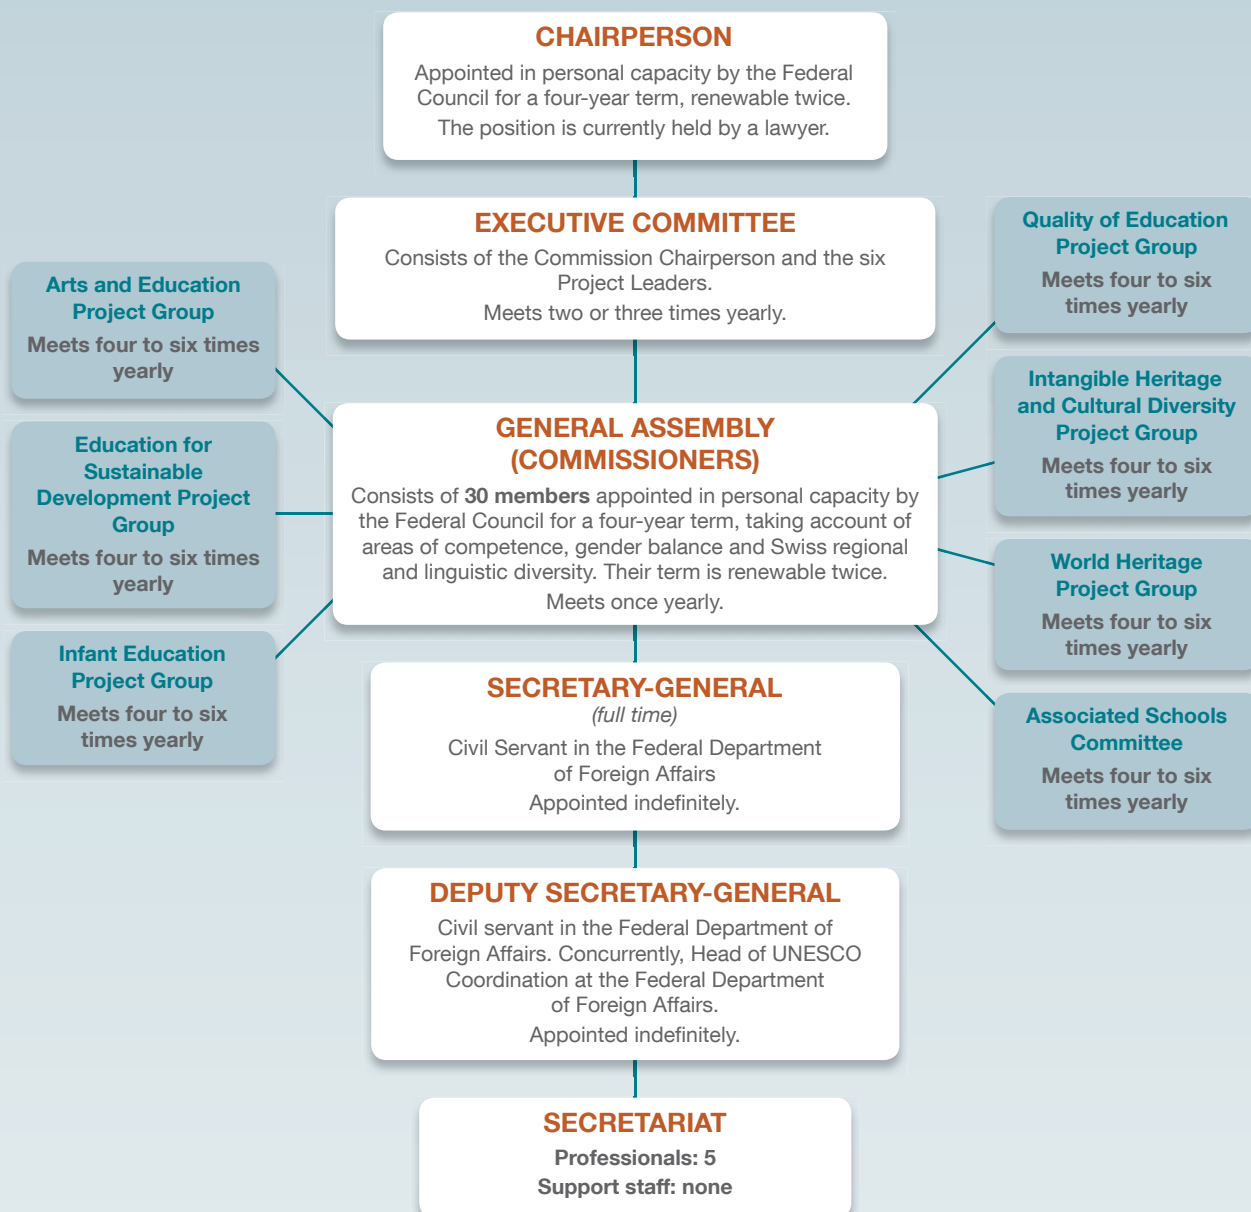 CHAIRPERSON
Appointed in personal capacity by the Federal
Council for a four-year term, renewable twice.
The position is currently held by a lawyer.
EXECUTIVE COMMITTEE
Consists of the Commission Chairperson and the six
Project Leaders.
Meets two or three times yearly.
Arts and Education
Project Group
Meets four to six times
yearly
Education for
Sustainable
Development Project
Group
Meets four to six times
yearly
Infant Education
Project Group
Meets four to six
times yearly
GENERAL ASSEMBLY
(COMMISSIONERS)
Consists of 30 members appointed in personal capacity by
the Federal Council for a four-year term, taking account of
areas of competence, gender balance and Swiss regional
and linguistic diversity. Their term is renewable twice.
Meets once yearly.
Quality of Education
Project Group
Meets four to six
times yearly
Intangible Heritage
and Cultural Diversity
Project Group
Meets four to six
times yearly
World Heritage
Project Group
Meets four to six
times yearly
Associated Schools
Committee
Meets four to six
times yearly
SECRETARY-GENERAL
(full time)
Civil Servant in the Federal Department
of Foreign Affairs
Appointed indefinitely.
DEPUTY SECRETARY-GENERAL
Civil servant in the Federal Department of
Foreign Affairs. Concurrently, Head of UNESCO
Coordination at the Federal Department
of Foreign Affairs.
Appointed indefinitely.
SECRETARIAT
Professionals: 5
Support staff: none